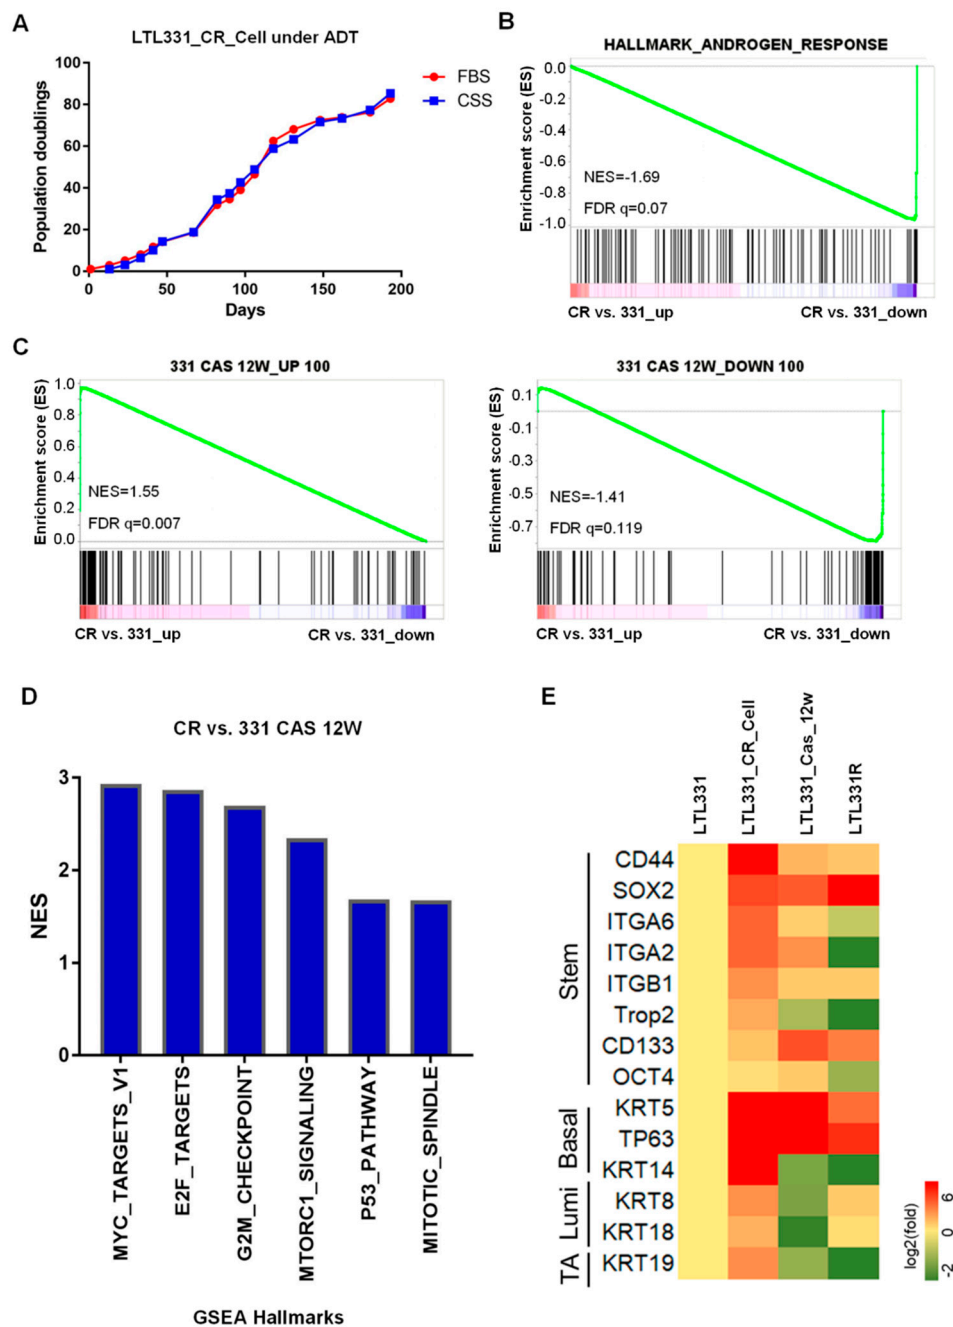 A
LTL331_CR_Cell under ADT
Population doublings
100
80
60
40
20
0
0 50 100 150 200
Days
FBS
CSS
B
HALLMARK_ANDROGEN_RESPONSE
Enrichment score (ES)
0.0
-0.2
-0.4
-0.6
-0.8
-1.0
NES=-1.69
FDR q=0.07
CR vs. 331_up CR vs. 331_down
C
331 CAS 12W_UP 100
Enrichment score (ES)
1.0
0.8
0.6
0.4
0.2
0.0
NES=1.55
FDR q=0.007
CR vs. 331_up CR vs. 331_down
331 CAS 12W_DOWN 100
Enrichment score (ES)
0.1
-0.1
-0.3
-0.5
-0.7
NES=-1.41
FDR q=0.119
CR vs. 331_up CR vs. 331_down
D
CR vs. 331 CAS 12W
NES
3
2
1
0
MYC_TARGETS_V1
E2F_TARGETS
G2M_CHECKPOINT
MTORC1_SIGNALING
P53_PATHWAY
MITOTIC_SPINDLE
GSEA Hallmarks
E
LTL331
LTL331_CR_Cell
LTL331_Cas_12w
LTL331R
Stem
CD44
SOX2
ITGA6
ITGA2
ITGB1
Trop2
CD133
OCT4
Basal
KRT5
TP63
KRT14
Lumi
KRT8
KRT18
TA
KRT19
log2(fold)
6
0
-2